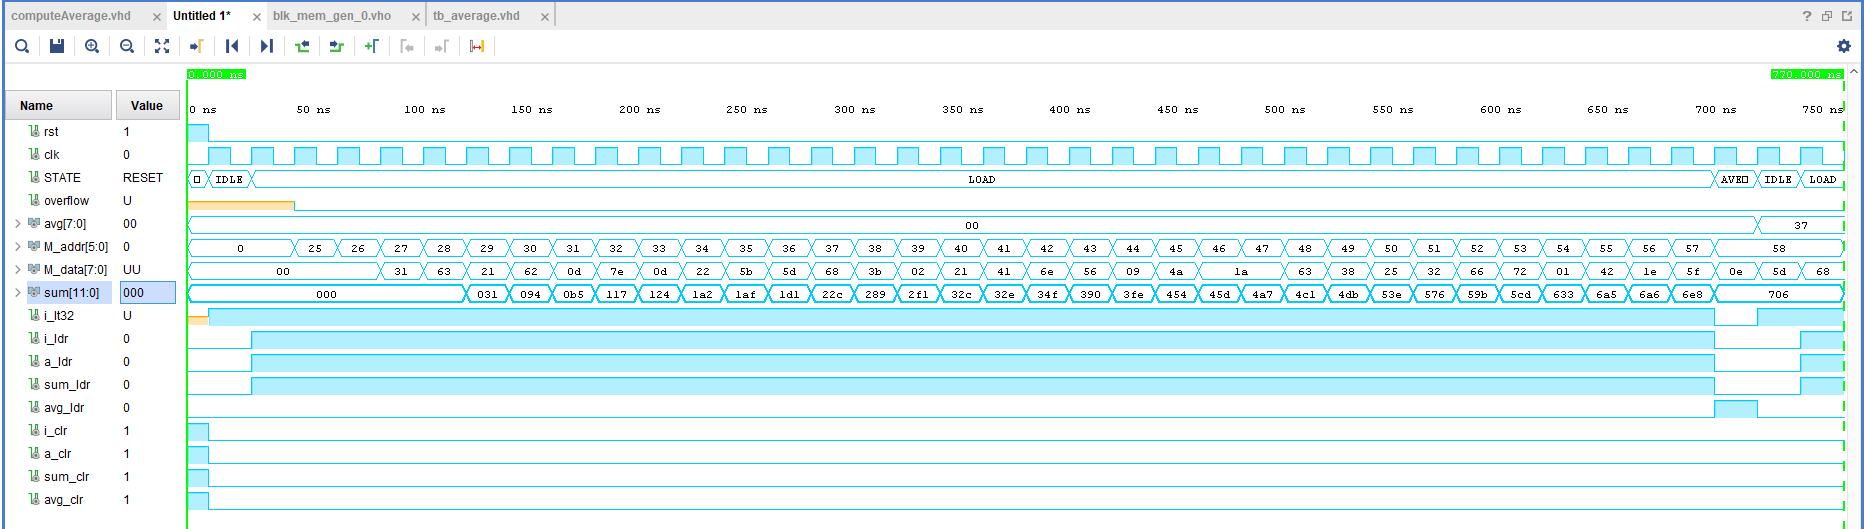 computeAverage.vhd × Untitled 1* × blk_mem_gen_0.vho × tb_average.vhd × ?
0.000 ns 770.000 ns
Name Value 0 ns 50 ns 100 ns 150 ns 200 ns 250 ns 300 ns 350 ns 400 ns 450 ns 500 ns 550 ns 600 ns 650 ns 700 ns 750 ns
rst 1
clk 0
STATE RESET IDLE LOAD AVE IDLE LOAD
overflow U
avg[7:0] 00 00 37
M_addr[5:0] 0 0 25 26 27 28 29 30 31 32 33 34 35 36 37 38 39 40 41 42 43 44 45 46 47 48 49 50 51 52 53 54 55 56 57 58
M_data[7:0] UU 00 31 63 21 62 0d 7e 0d 22 5b 5d 68 3b 02 21 41 6e 56 09 4a 1a 63 38 25 32 66 72 01 42 1e 5f 0e 5d 68
sum[11:0] 000 000 031 094 0b5 117 124 1a2 1af 1d1 22c 289 2f1 32c 32e 34f 390 3fe 454 45d 4a7 4c1 4db 53e 576 59b 5cd 633 6a5 6a6 6e8 706
i_lt32 U
i_ldr 0
a_ldr 0
sum_ldr 0
avg_ldr 0
i_clr 1
a_clr 1
sum_clr 1
avg_clr 1